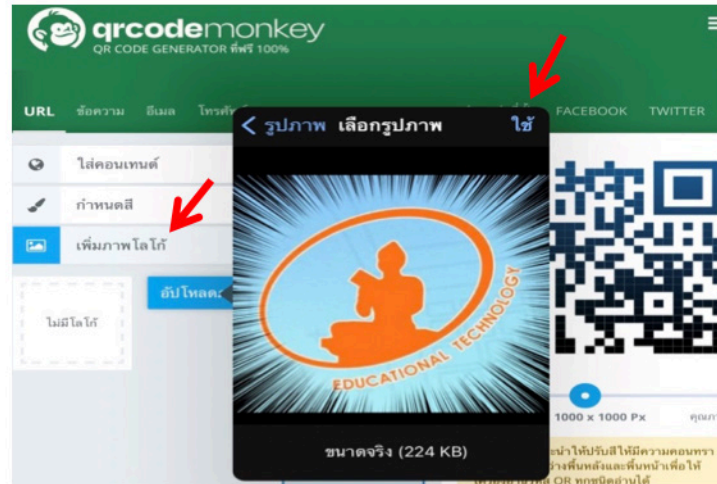 qrcodemonkey
QR CODE GENERATOR ที่ฟรี 100%
URL ข้อความ อีเมล FACEBOOK TWITTER
รูปภาพ เลือกรูปภาพ ใช้
ใส่คอนเทนต์
กำหนดสี
เพิ่มภาพโลโก้
อัปโหลด
ไม่มีโลโก้
EDUCATIONAL TECHNOLOGY
1000 x 1000 Px
ขนาดจริง (224 KB)